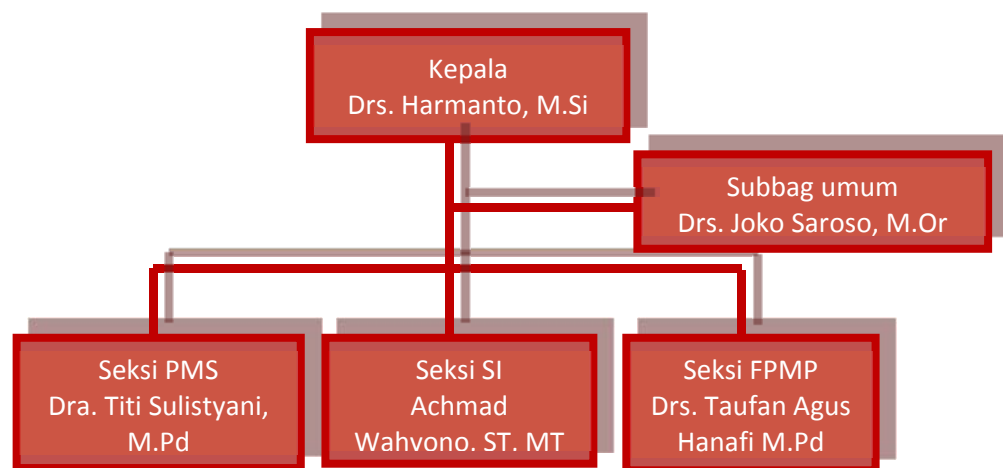 Kepala
Drs. Harmanto, M.Si
Subbag umum
Drs. Joko Saroso, M.Or
Seksi PMS
Dra. Titi Sulistyani,
M.Pd
Seksi SI
Achmad
Wahyono. ST. MT
Seksi FPMP
Drs. Taufan Agus
Hanafi M.Pd